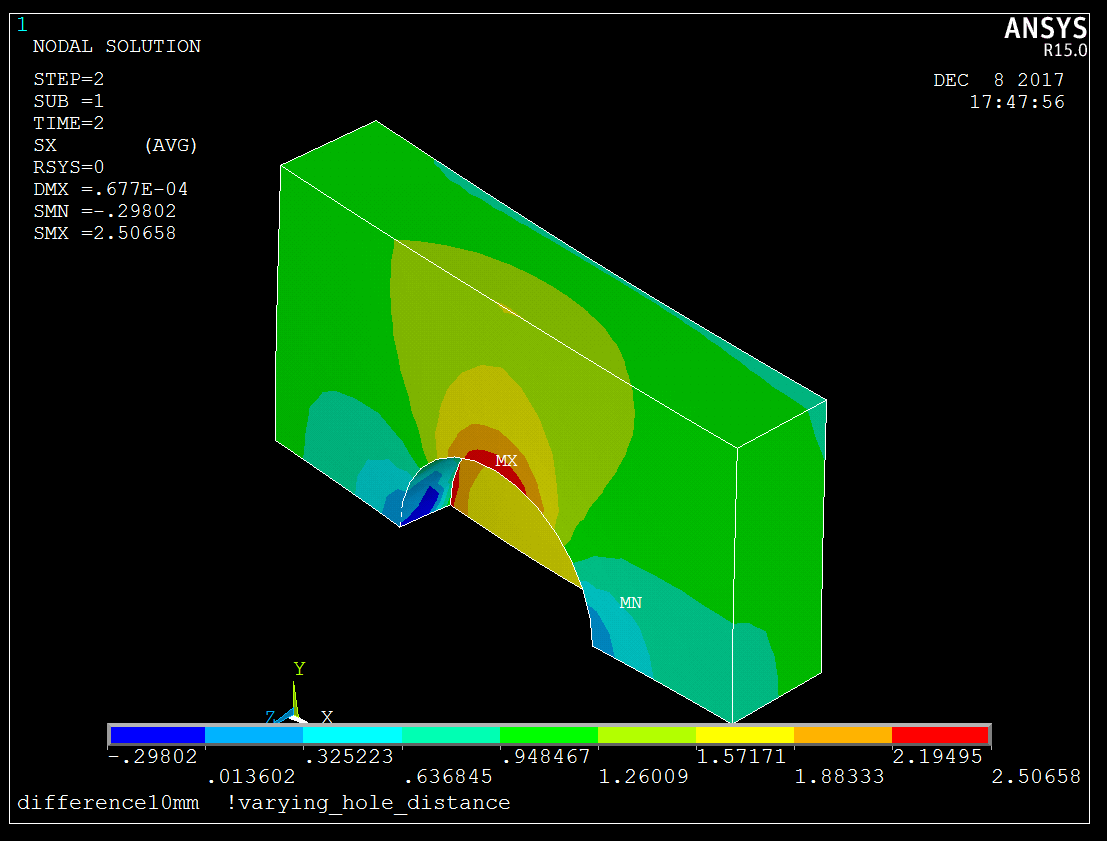 1
ANSYS
R15.0
NODAL SOLUTION
STEP=2
SUB =1
TIME=2
SX (AVG)
RSYS=0
DMX =.677E-04
SMN =-.29802
SMX =2.50658
DEC 8 2017
17:47:56
MX
MN
Y
Z X
-.29802 .325223 .948467 1.57171 2.19495
.013602 .636845 1.26009 1.88333 2.50658
difference10mm !varying_hole_distance